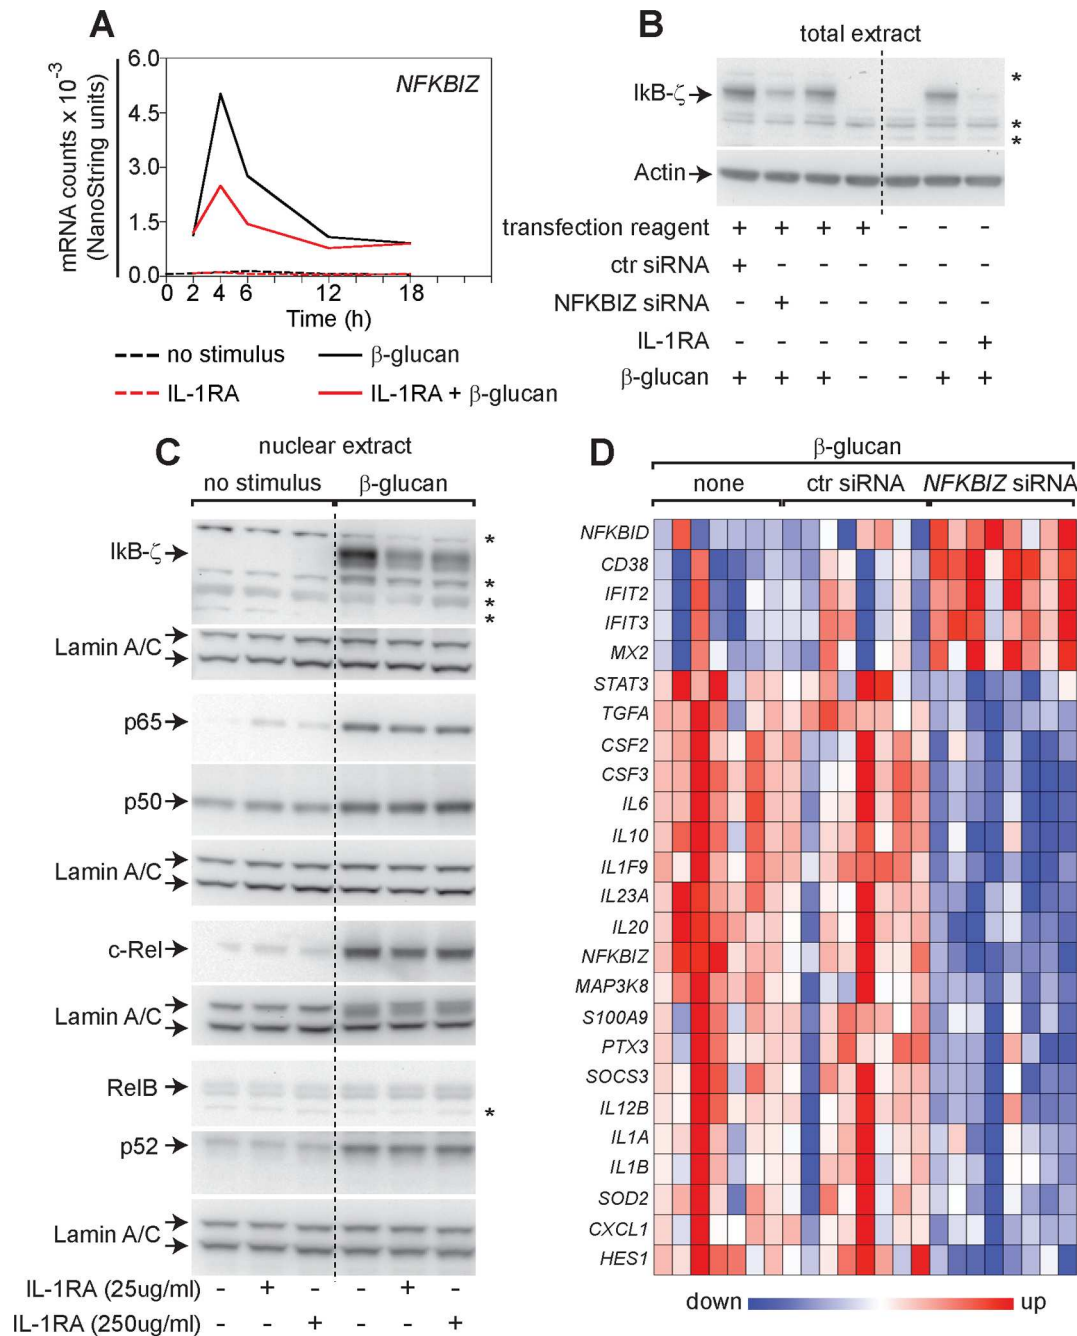 A
mRNA counts x 10-3
(NanoString units)
6.0
4.5
3.0
1.5
0.0
NFKBIZ
0 2 4 6 12 18
Time (h)
no stimulus β-glucan
IL-1RA IL-1RA + β-glucan
B
total extract
IkB-ζ
*
*
*
Actin
transfection reagent + + + + - - -
ctr siRNA + - - - - - -
NFKBIZ siRNA - + - - - - -
IL-1RA - - - - - - +
β-glucan + + + - - + +
C
nuclear extract
no stimulus β-glucan
IkB-ζ
*
*
*
*
Lamin A/C
p65
p50
Lamin A/C
c-Rel
Lamin A/C
RelB
*
p52
Lamin A/C
IL-1RA (25ug/ml) - + - - + -
IL-1RA (250ug/ml) - - + - - +
D
β-glucan
none ctr siRNA NFKBIZ siRNA
NFKBID
CD38
IFIT2
IFIT3
MX2
STAT3
TGFA
CSF2
CSF3
IL6
IL10
IL1F9
IL23A
IL20
NFKBIZ
MAP3K8
S100A9
PTX3
SOCS3
IL12B
IL1A
IL1B
SOD2
CXCL1
HES1
down up